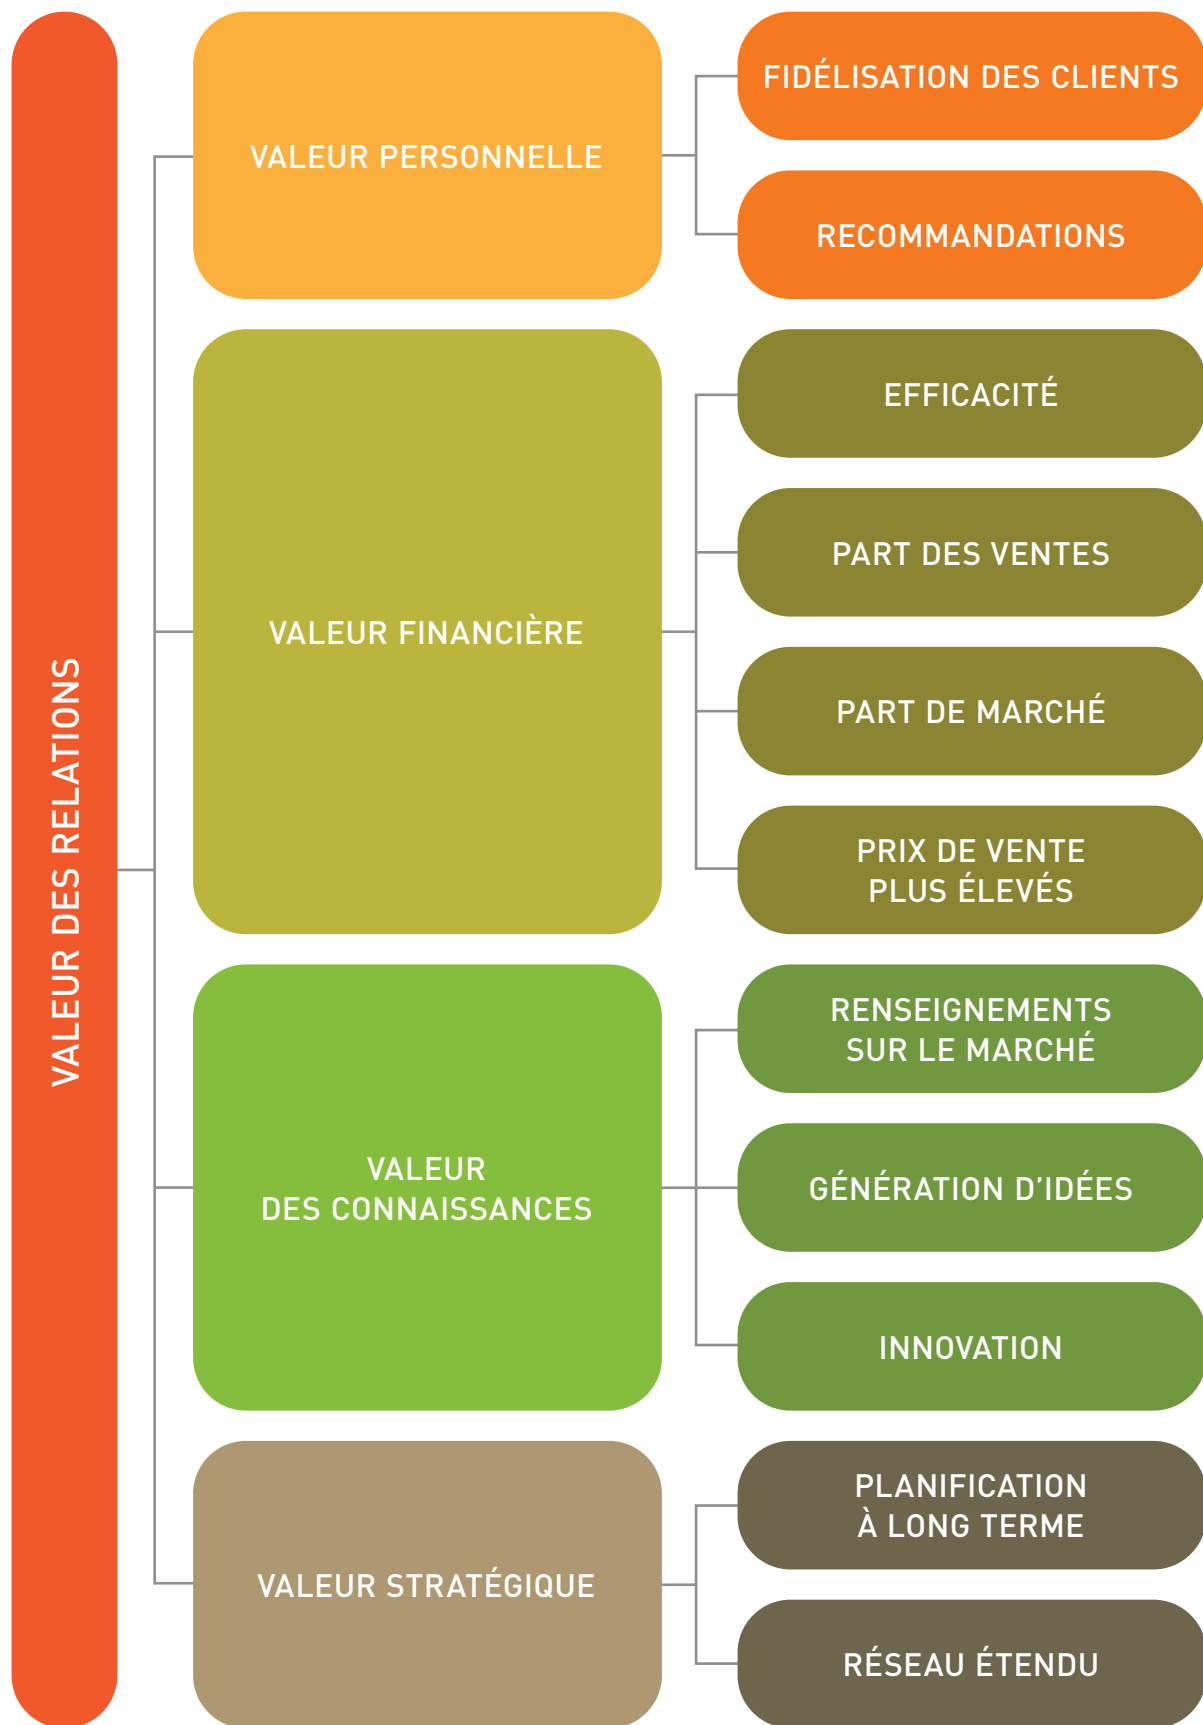 VALEUR DES RELATIONS
VALEUR PERSONNELLE
FIDÉLISATION DES CLIENTS
RECOMMANDATIONS
VALEUR FINANCIÈRE
EFFICACITÉ
PART DES VENTES
PART DE MARCHÉ
PRIX DE VENTE
PLUS ÉLEVÉS
VALEUR
DES CONNAISSANCES
RENSEIGNEMENTS
SUR LE MARCHÉ
GÉNÉRATION D’IDÉES
INNOVATION
VALEUR STRATÉGIQUE
PLANIFICATION
À LONG TERME
RÉSEAU ÉTENDU